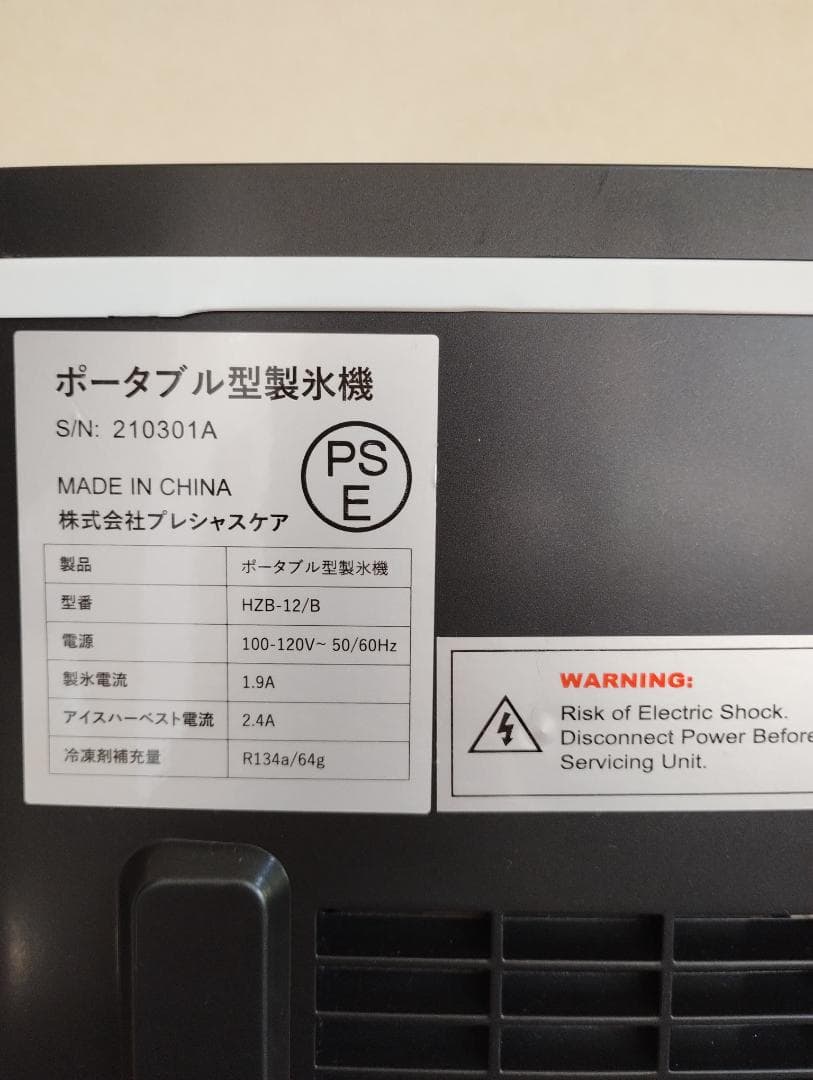 ポータブル型製氷機
S/N: 210301A
PS
E
MADE IN CHINA
株式会社プレシャスケア
製品 ポータブル型製氷機
型番 HZB-12/B
電源 100-120V~ 50/60Hz
製氷電流 1.9A
アイスハーベスト電流 2.4A
冷凍剤補充量 R134a/64g
WARNING:
Risk of Electric Shock.
Disconnect Power Before
Servicing Unit.